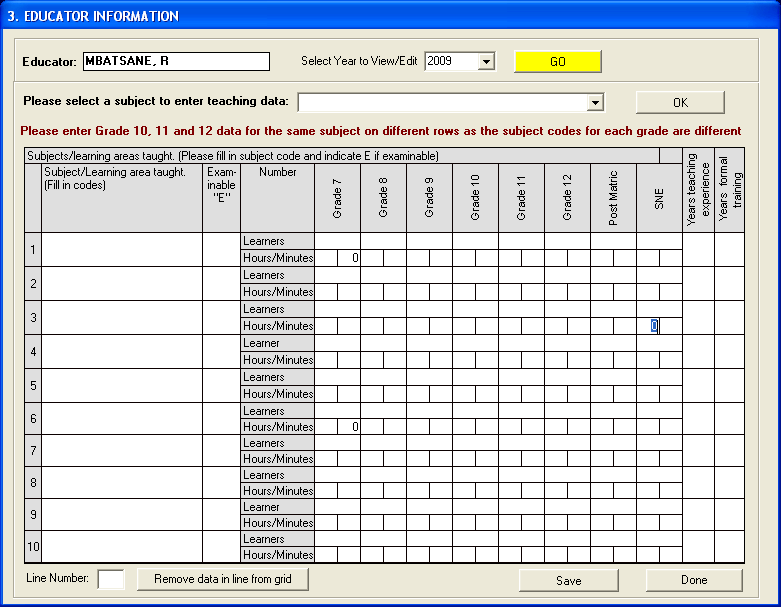 3. EDUCATOR INFORMATION
Educator: MBATSANE, R Select Year to View/Edit 2009 GO
Please select a subject to enter teaching data: OK
Please enter Grade 10, 11 and 12 data for the same subject on different rows as the subject codes for each grade are different
Subjects/learning areas taught. (Please fill in subject code and indicate E if examinable)
Subject/Learning area taught. (Fill in codes) Exam-inable "E" Number Grade 7 Grade 8 Grade 9 Grade 10 Grade 11 Grade 12 Post Matric SNE Years teaching experience Years formal training
1 Learners
Hours/Minutes 0
2 Learners
Hours/Minutes
3 Learners
Hours/Minutes 0
4 Learner
Hours/Minutes
5 Learners
Hours/Minutes
6 Learners
Hours/Minutes 0
7 Learners
Hours/Minutes
8 Learners
Hours/Minutes
9 Learner
Hours/Minutes
10 Learners
Hours/Minutes
Line Number: Remove data in line from grid Save Done